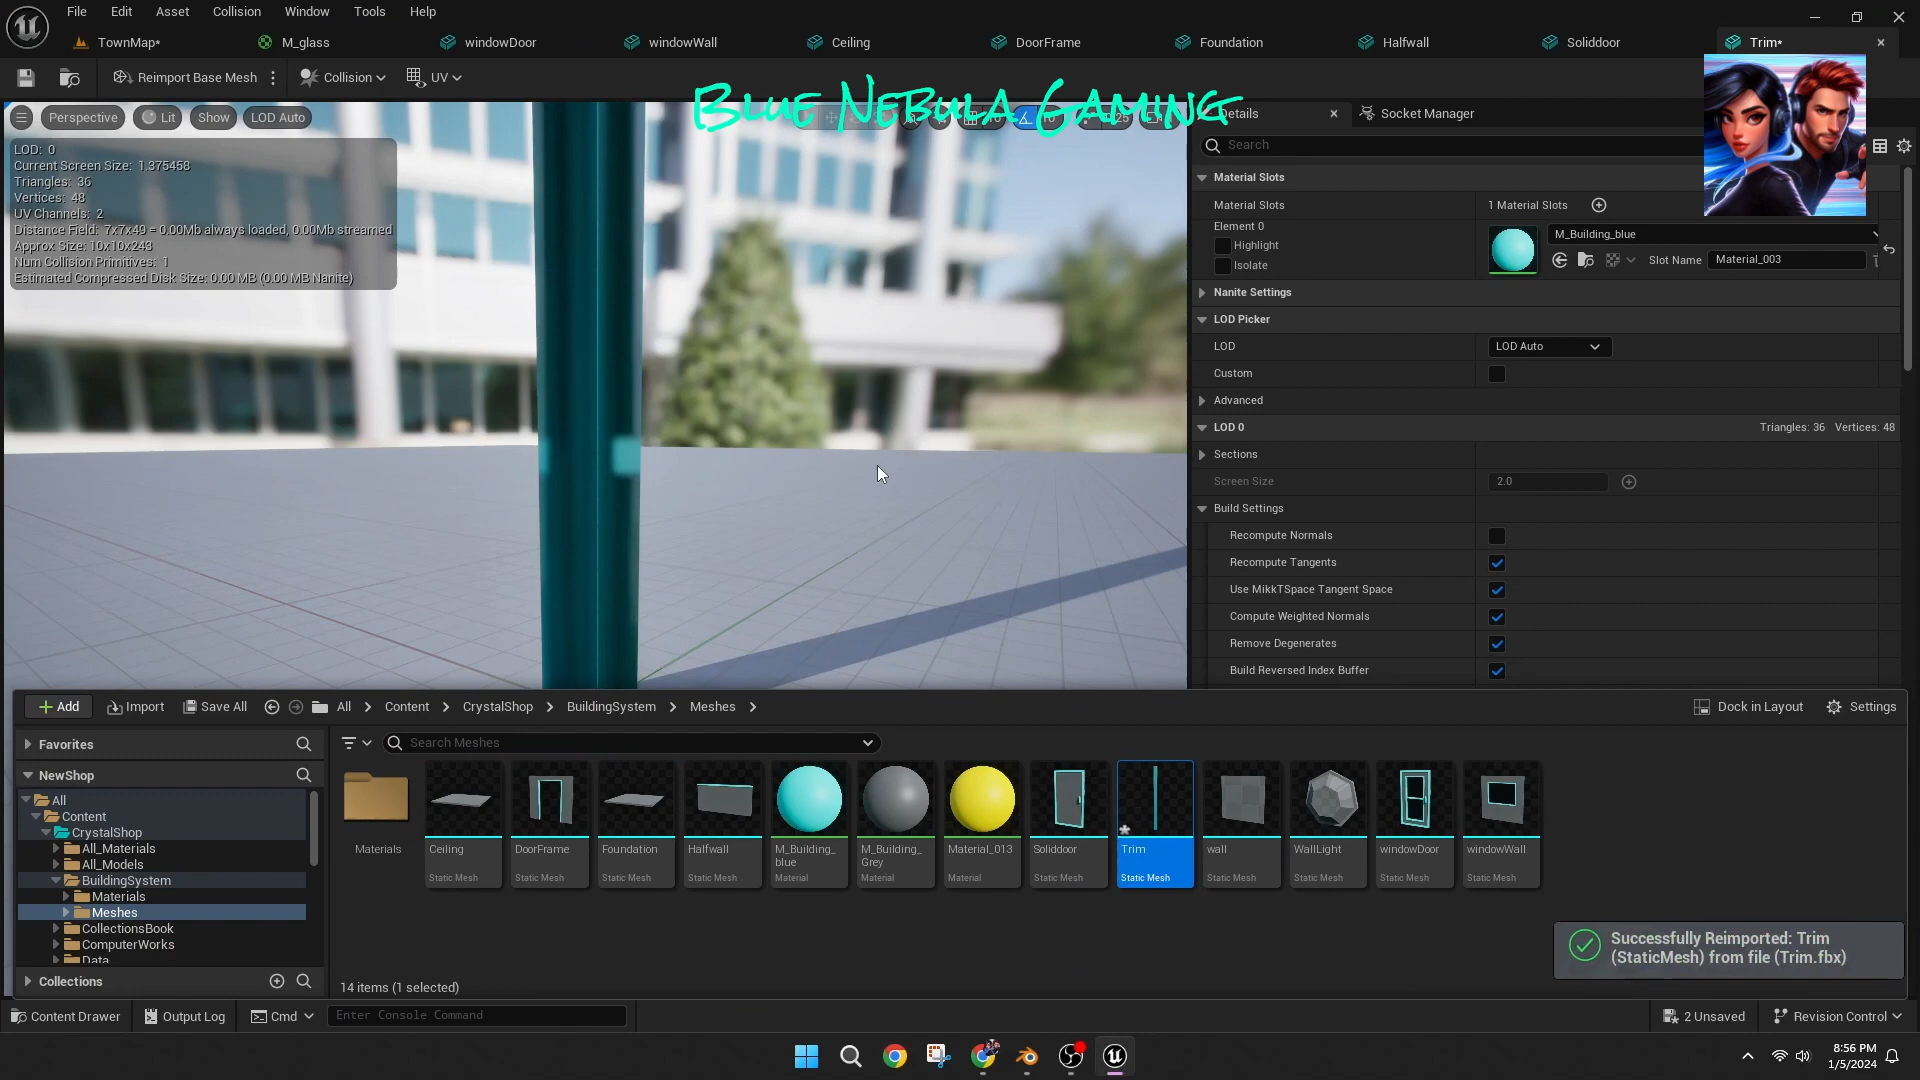 File Edit Asset Collision Window Tools Help
TownMap* M_glass windowDoor windowWall Ceiling DoorFrame Foundation Halfwall Soliddoor Trim*
Reimport Base Mesh Collision UV
Blue Nebula Gaming
Perspective Lit Show LOD Auto
LOD: 0
Current Screen Size: 1.375458
Triangles: 36
Vertices: 48
UV Channels: 2
Distance Field: 7x7x49 = 0.00Mb always loaded, 0.00Mb streamed
Approx Size: 10x10x243
Num Collision Primitives: 1
Estimated Compressed Disk Size: 0.00 MB (0.00 MB Nanite)
Details Socket Manager
Search
Material Slots
Material Slots 1 Material Slots
Element 0
Highlight
Isolate
M_Building_blue
Slot Name Material_003
Nanite Settings
LOD Picker
LOD LOD Auto
Custom
Advanced
LOD 0 Triangles: 36 Vertices: 48
Sections
Screen Size 2.0
Build Settings
Recompute Normals
Recompute Tangents
Use MikkTSpace Tangent Space
Compute Weighted Normals
Remove Degenerates
Build Reversed Index Buffer
Add Import Save All All Content CrystalShop BuildingSystem Meshes Dock in Layout Settings
Favorites
Search Meshes
NewShop
All
Content
CrystalShop
All_Materials
All_Models
BuildingSystem
Materials
Meshes
CollectionsBook
ComputerWorks
Data
Collections
Materials
Ceiling
Static Mesh
DoorFrame
Static Mesh
Foundation
Static Mesh
Halfwall
Static Mesh
M_Building_
blue
Material
M_Building_
Grey
Material
Material_013
Material
Soliddoor
Static Mesh
Trim
Static Mesh
wall
Static Mesh
WallLight
Static Mesh
windowDoor
Static Mesh
windowWall
Static Mesh
14 items (1 selected)
Successfully Reimported: Trim
(StaticMesh) from file (Trim.fbx)
Content Drawer Output Log Cmd Enter Console Command 2 Unsaved Revision Control
8:56 PM
1/5/2024